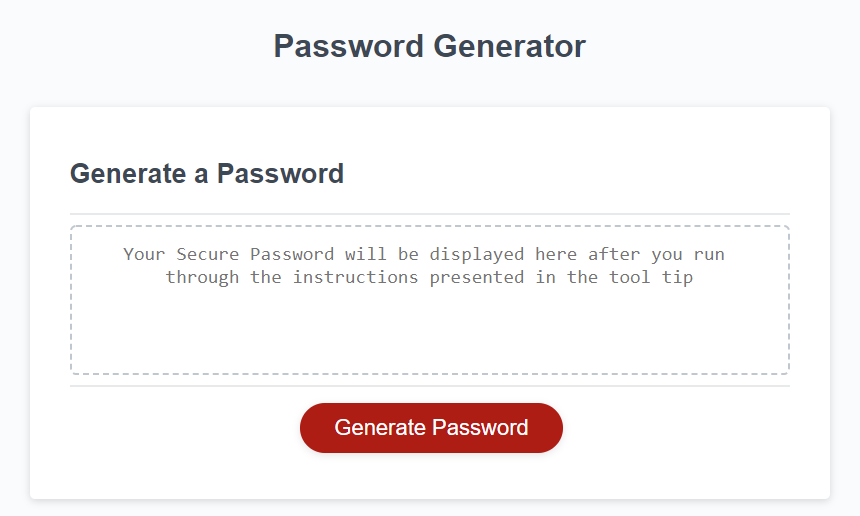 Password Generator
Generate a Password
Your Secure Password will be displayed here after you run
through the instructions presented in the tool tip
Generate Password